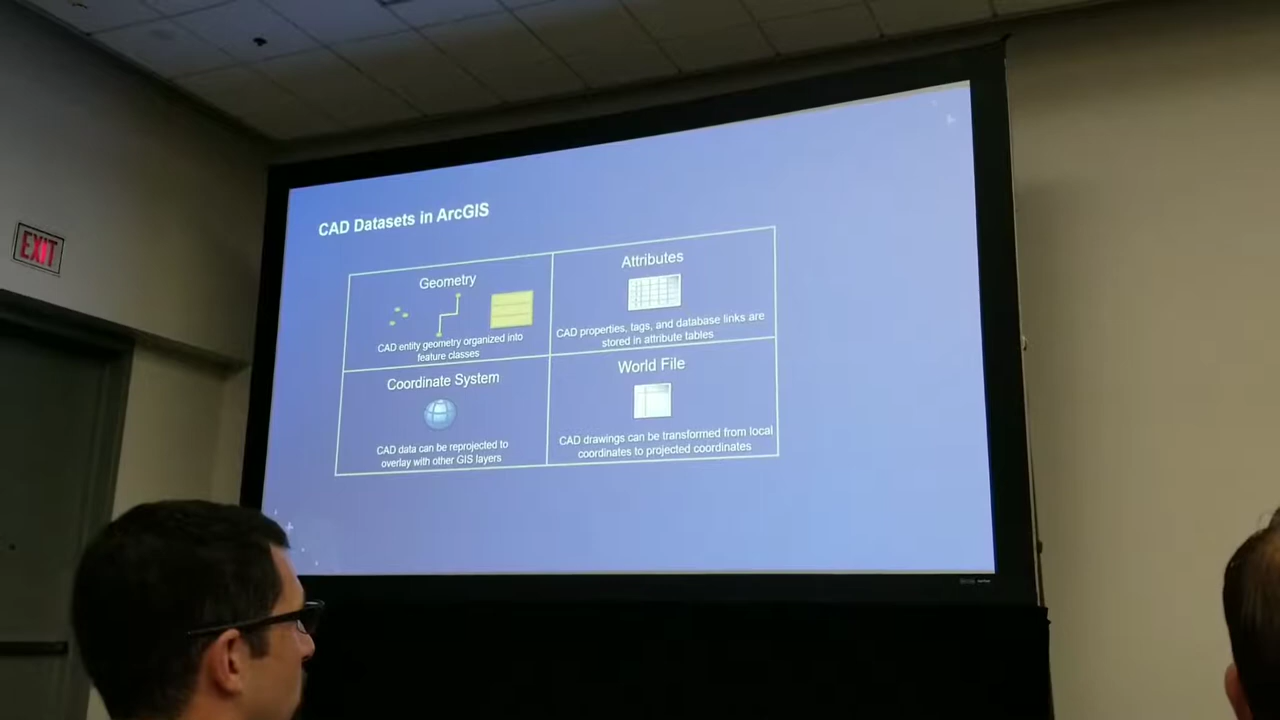 EXIT
CAD Datasets in ArcGIS
Geometry
CAD entity geometry organized into
feature classes
Attributes
CAD properties, tags, and database links are
stored in attribute tables
Coordinate System
CAD data can be reprojected to
overlay with other GIS layers
World File
CAD drawings can be transformed from local
coordinates to projected coordinates